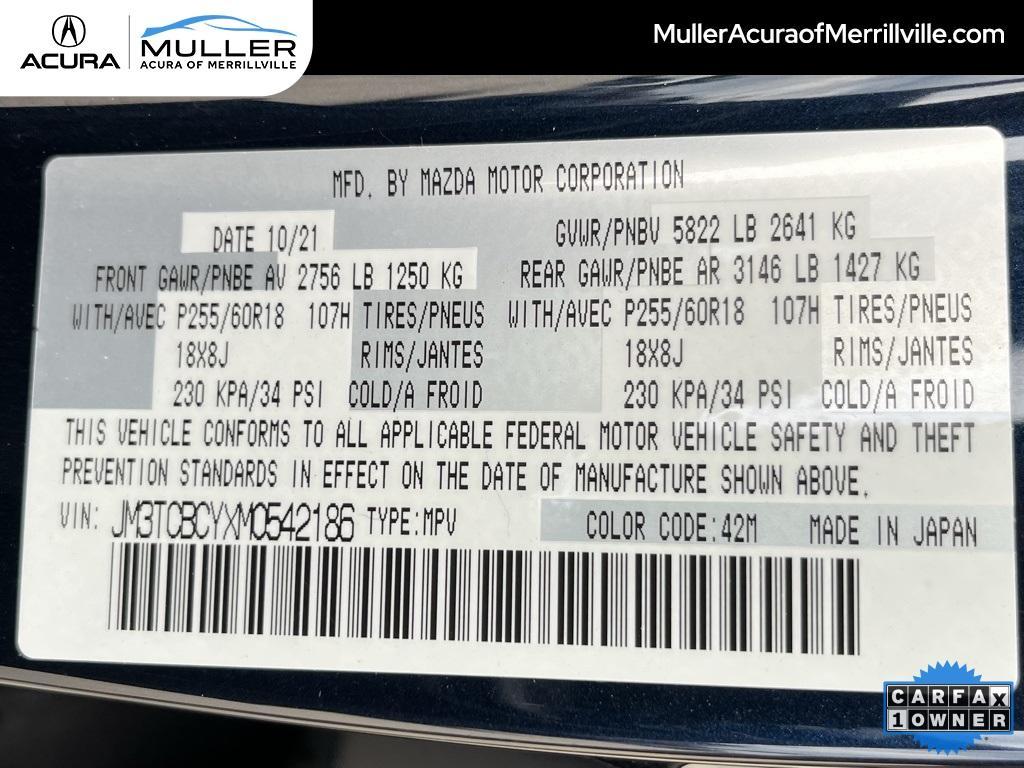 ACURA
MULLER
ACURA OF MERRILLVILLE
MullerAcuraofMerrillville.com
MFD. BY MAZDA MOTOR CORPORATION
DATE 10/21
GVWR/PNBV 5822 LB 2641 KG
FRONT GAWR/PNBE AV 2756 LB 1250 KG
REAR GAWR/PNBE AR 3146 LB 1427 KG
WITH/AVEC P255/60R18 107H TIRES/PNEUS
WITH/AVEC P255/60R18 107H TIRES/PNEUS
18X8J RIMS/JANTES
18X8J RIMS/JANTES
230 KPA/34 PSI COLD/A FROID
230 KPA/34 PSI COLD/A FROID
THIS VEHICLE CONFORMS TO ALL APPLICABLE FEDERAL MOTOR VEHICLE SAFETY AND THEFT
PREVENTION STANDARDS IN EFFECT ON THE DATE OF MANUFACTURE SHOWN ABOVE.
VIN: JM3TCBCYXM0542186 TYPE:MPV COLOR CODE:42M MADE IN JAPAN
CARFAX
1 OWNER